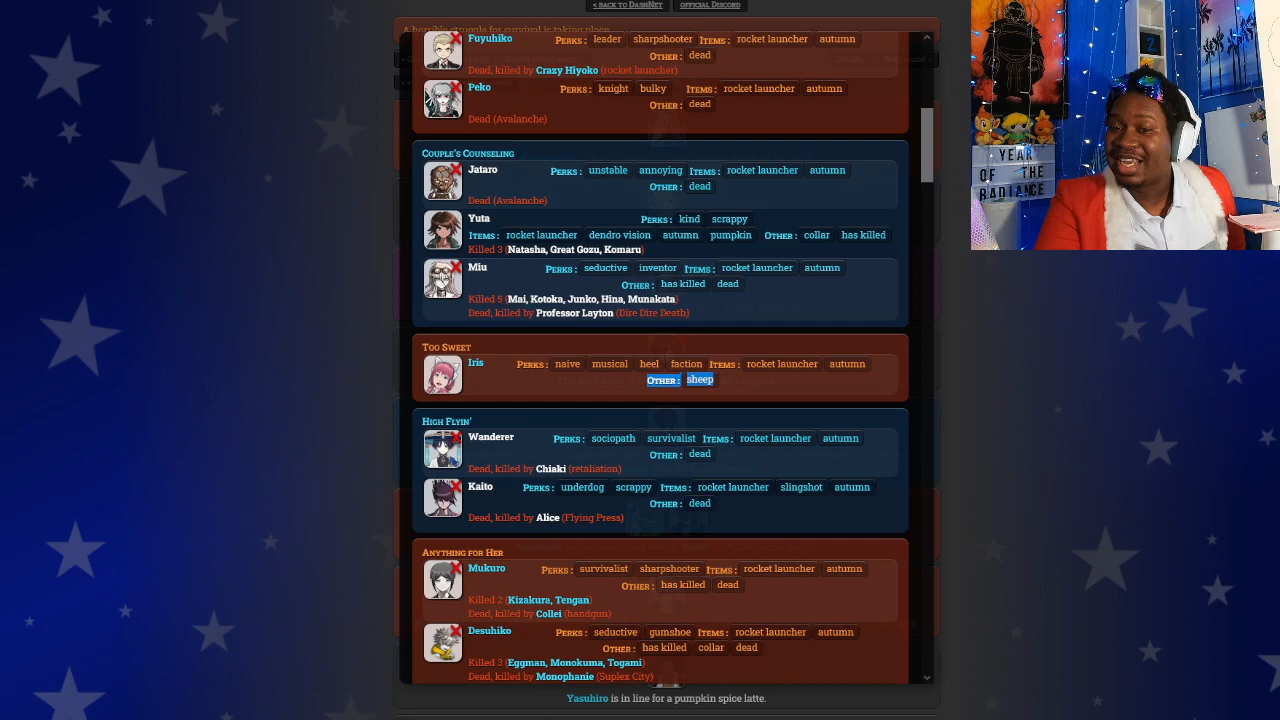 < BACK TO DASHNET   OFFICIAL DISCORD
A horrible struggle for survival is taking place.
Fuyuhiko PERKS : leader sharpshooter ITEMS : rocket launcher autumn
OTHER : dead
Dead, killed by Crazy Hiyoko (rocket launcher)
Peko PERKS : knight bulky ITEMS : rocket launcher autumn
OTHER : dead
Dead (Avalanche)
COUPLE'S COUNSELING
Jataro PERKS : unstable annoying ITEMS : rocket launcher autumn
OTHER : dead
Dead (Avalanche)
Yuta PERKS : kind scrappy
ITEMS : rocket launcher dendro vision autumn pumpkin OTHER : collar has killed
Killed 3 (Natasha, Great Gozu, Komaru)
Miu PERKS : seductive inventor ITEMS : rocket launcher autumn
OTHER : has killed dead
Killed 5 (Mai, Kotoka, Junko, Hina, Munakata)
Dead, killed by Professor Layton (Dire Dire Death)
TOO SWEET
Iris PERKS : naive musical heel faction ITEMS : rocket launcher autumn
OTHER : sheep
HIGH FLYIN'
Wanderer PERKS : sociopath survivalist ITEMS : rocket launcher autumn
OTHER : dead
Dead, killed by Chiaki (retaliation)
Kaito PERKS : underdog scrappy ITEMS : rocket launcher slingshot autumn
OTHER : dead
Dead, killed by Alice (Flying Press)
ANYTHING FOR HER
Mukuro PERKS : survivalist sharpshooter ITEMS : rocket launcher autumn
OTHER : has killed dead
Killed 2 (Kizakura, Tengan)
Dead, killed by Collei (handgun)
Desuhiko PERKS : seductive gumshoe ITEMS : rocket launcher autumn
OTHER : has killed collar dead
Killed 3 (Eggman, Monokuma, Togami)
Dead, killed by Monophanie (Suplex City)
Yasuhiro is in line for a pumpkin spice latte.
2
YEAR
OF THE
RADIANCE